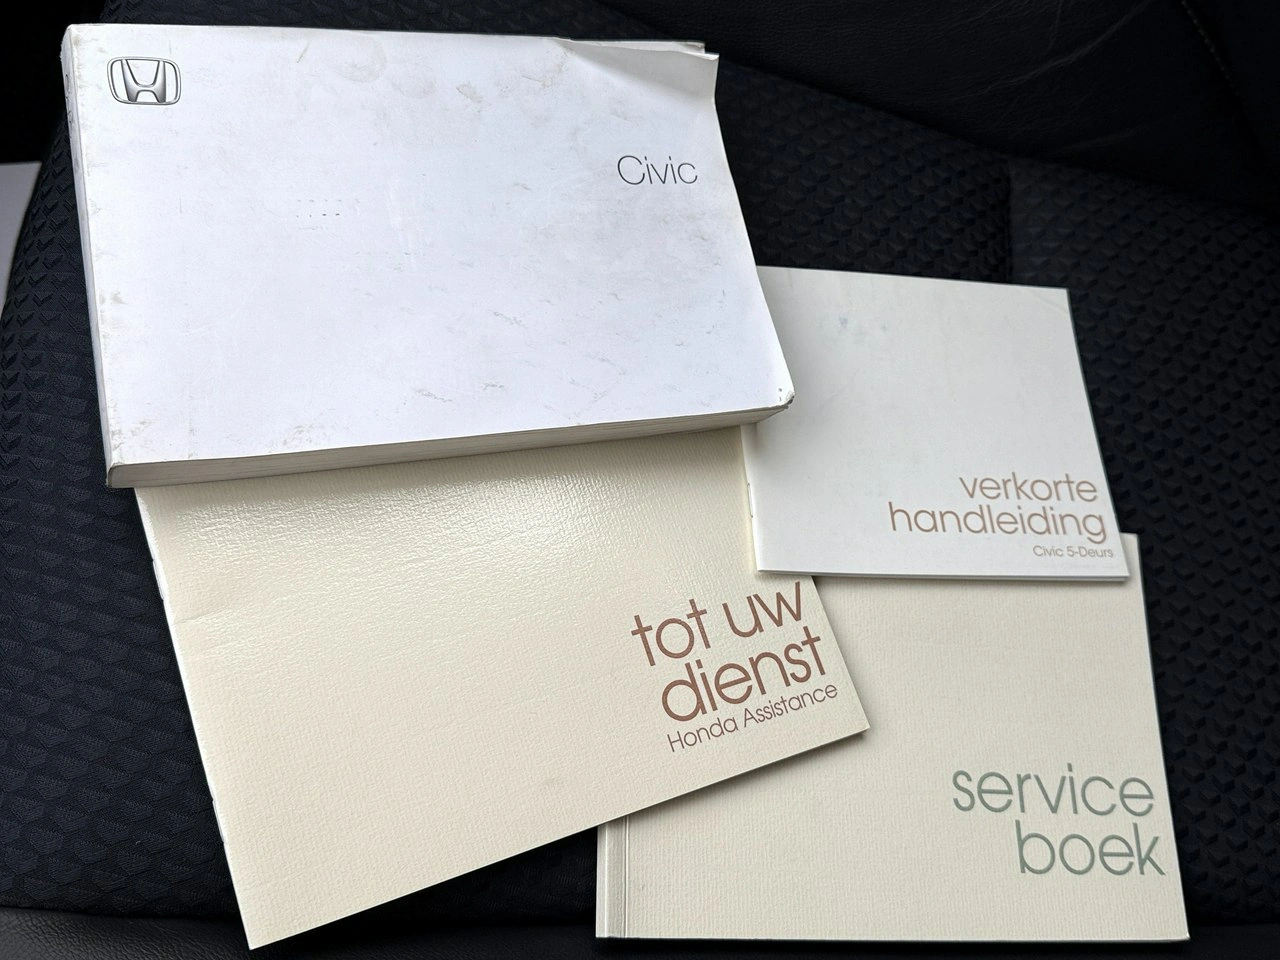 Civic
verkorte
handleiding
Civic 5-Deurs
tot uw
dienst
Honda Assistance
service
boek